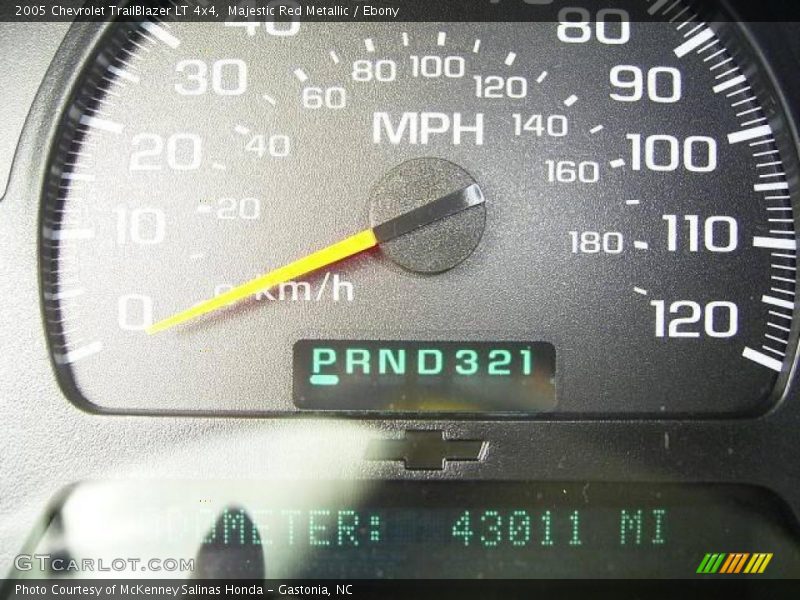 2005 Chevrolet TrailBlazer LT 4x4, Majestic Red Metallic / Ebony
40 80
30 60 80 100 120 90
MPH
20 40 140 100
160
10 20 180 110
0 0 km/h 120
PRND321
ODOMETER: 43011 MI
GTCARLOT.COM
Photo Courtesy of McKenney Salinas Honda - Gastonia, NC